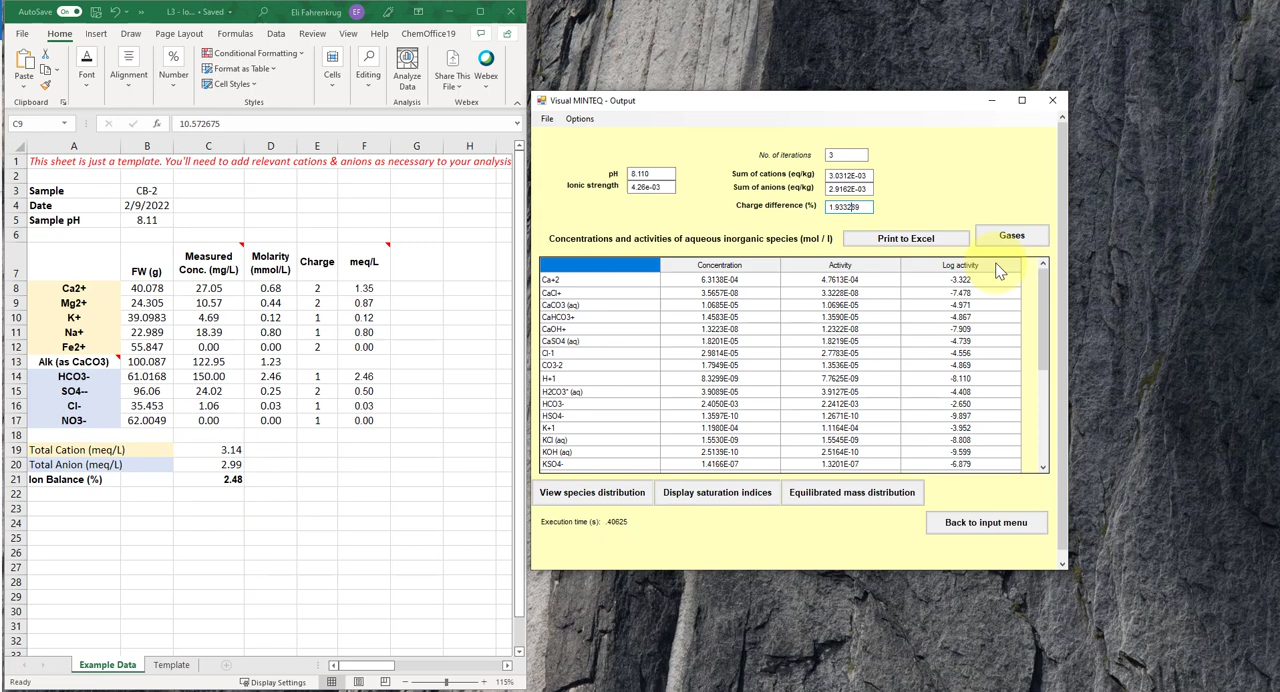 AutoSave On L3 - Io... • Saved Eli Fahrenkrug EF
File Home Insert Draw Page Layout Formulas Data Review View Help ChemOffice19
Paste Font Alignment Number Conditional Formatting Format as Table Cell Styles Cells Editing Analyze Data Share This File Webex
Clipboard Styles Analysis Webex
C9 fx 10.572675
A B C D E F G H
1 This sheet is just a template. You'll need to add relevant cations & anions as necessary to your analysis
2
3 Sample CB-2
4 Date 2/9/2022
5 Sample pH 8.11
6
7 FW (g) Measured Conc. (mg/L) Molarity (mmol/L) Charge meq/L
8 Ca2+ 40.078 27.05 0.68 2 1.35
9 Mg2+ 24.305 10.57 0.44 2 0.87
10 K+ 39.0983 4.69 0.12 1 0.12
11 Na+ 22.989 18.39 0.80 1 0.80
12 Fe2+ 55.847 0.00 0.00 2 0.00
13 Alk (as CaCO3) 100.087 122.95 1.23
14 HCO3- 61.0168 150.00 2.46 1 2.46
15 SO4-- 96.06 24.02 0.25 2 0.50
16 Cl- 35.453 1.06 0.03 1 0.03
17 NO3- 62.0049 0.00 0.00 1 0.00
18
19 Total Cation (meq/L) 3.14
20 Total Anion (meq/L) 2.99
21 Ion Balance (%) 2.48
22
23
24
25
26
27
28
29
30
31
32
33
Example Data Template
Ready Display Settings 115%
Visual MINTEQ - Output
File Options
No. of iterations 3
pH 8.110 Sum of cations (eq/kg) 3.0312E-03
Ionic strength 4.26e-03 Sum of anions (eq/kg) 2.9162E-03
Charge difference (%) 1.933289
Concentrations and activities of aqueous inorganic species (mol / l) Print to Excel Gases
Concentration Activity Log activity
Ca+2 6.3138E-04 4.7613E-04 -3.322
CaCl+ 3.5657E-08 3.3228E-08 -7.478
CaCO3 (aq) 1.0685E-05 1.0696E-05 -4.971
CaHCO3+ 1.4583E-05 1.3590E-05 -4.867
CaOH+ 1.3223E-08 1.2322E-08 -7.909
CaSO4 (aq) 1.8201E-05 1.8219E-05 -4.739
Cl-1 2.9814E-05 2.7783E-05 -4.556
CO3-2 1.7949E-05 1.3536E-05 -4.869
H+1 8.3299E-09 7.7625E-09 -8.110
H2CO3* (aq) 3.9089E-05 3.9127E-05 -4.408
HCO3- 2.4050E-03 2.2412E-03 -2.650
HSO4- 1.3597E-10 1.2671E-10 -9.897
K+1 1.1980E-04 1.1164E-04 -3.952
KCl (aq) 1.5530E-09 1.5545E-09 -8.808
KOH (aq) 2.5139E-10 2.5164E-10 -9.599
KSO4- 1.4166E-07 1.3201E-07 -6.879
View species distribution Display saturation indices Equilibrated mass distribution
Execution time (s): .40625 Back to input menu